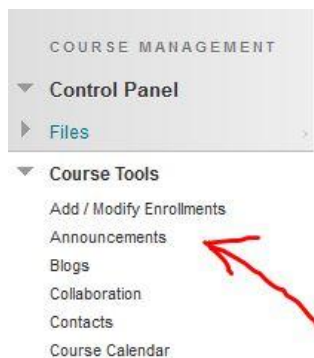 COURSE MANAGEMENT
Control Panel
Files
Course Tools
Add / Modify Enrollments
Announcements
Blogs
Collaboration
Contacts
Course Calendar